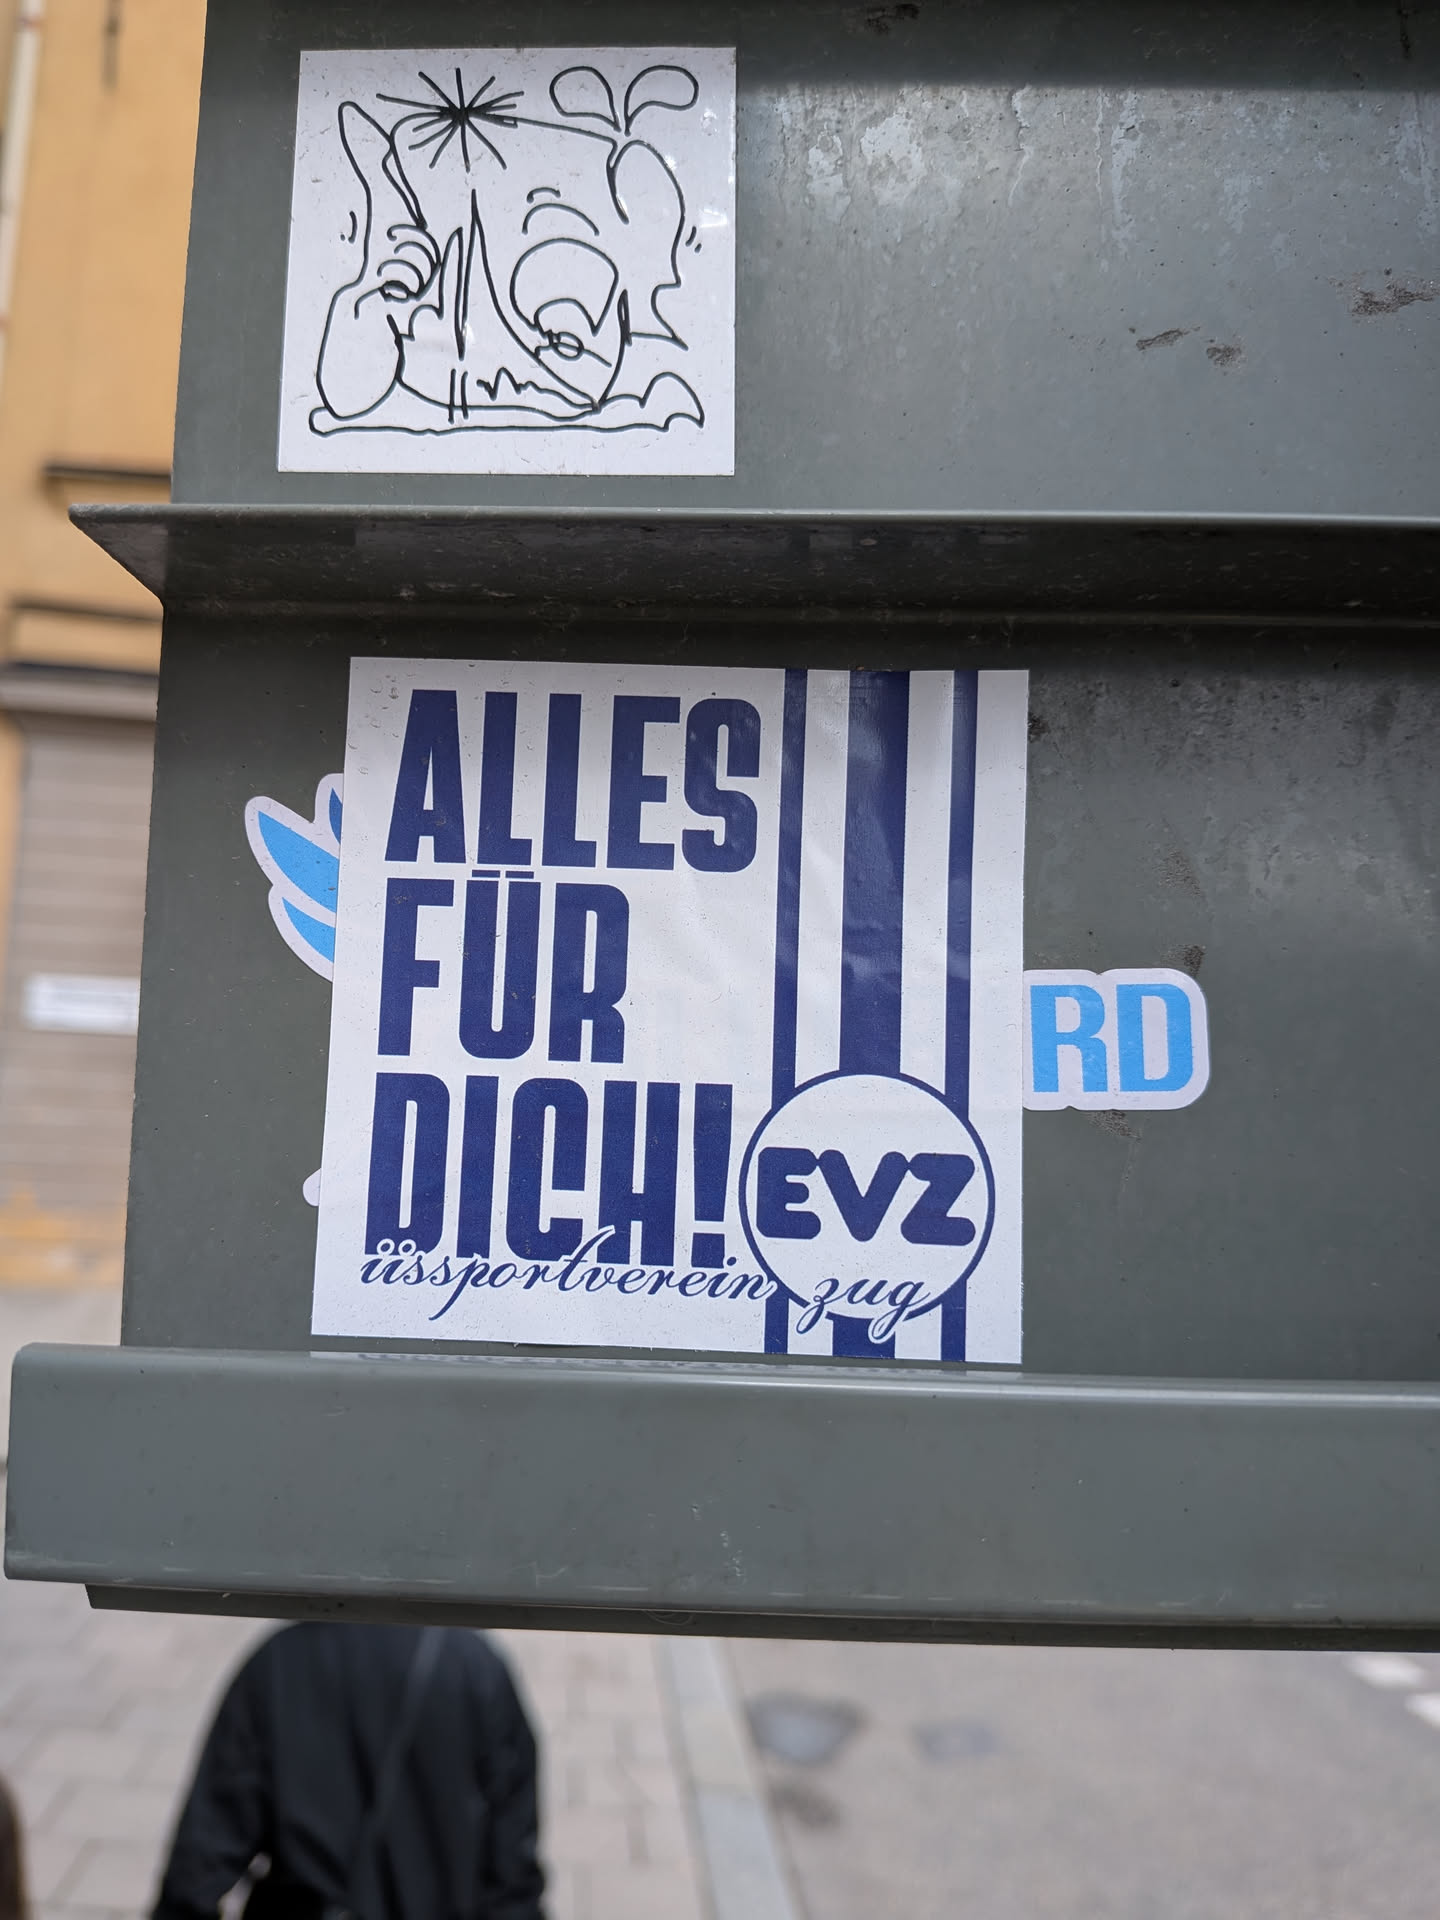 ALLES
FÜR
DICH!
EVZ
üssportverein zug
RD